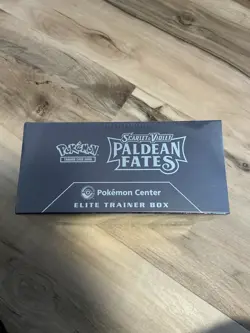 Pokémon
TRADING CARD GAME
SCARLET & VIOLET
PALDEAN
FATES
Pokémon Center
ELITE TRAINER BOX